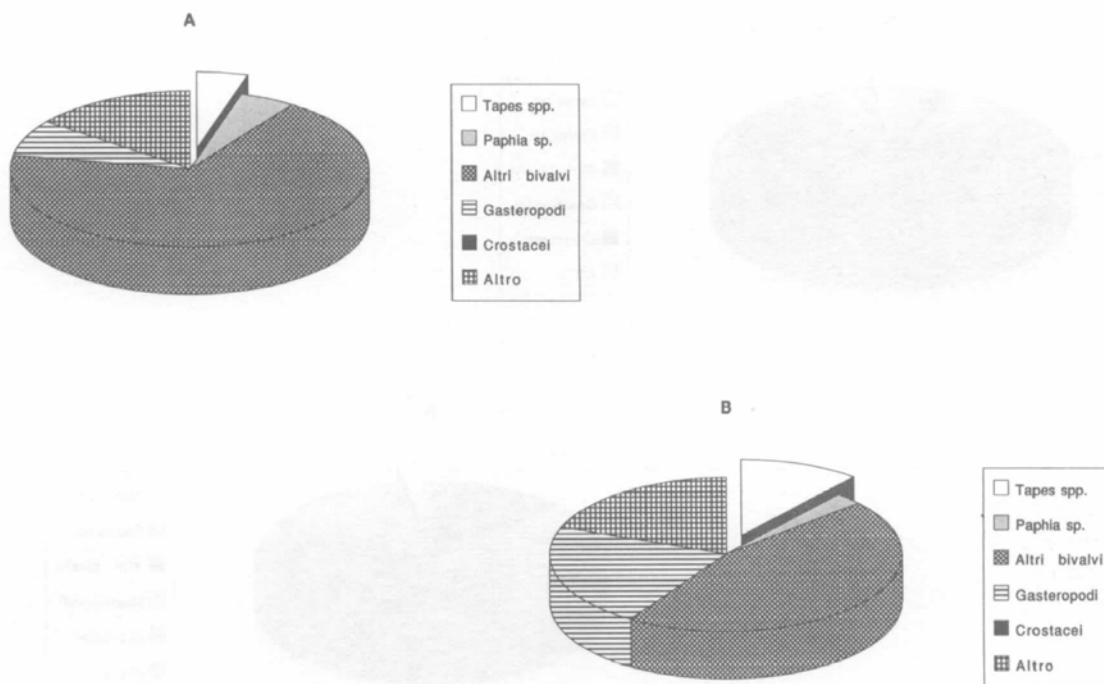 A
Tapes spp.
Paphia sp.
Altri bivalvi
Gasteropodi
Crostacei
Altro
B
Tapes spp.
Paphia sp.
Altri bivalvi
Gasteropodi
Crostacei
Altro